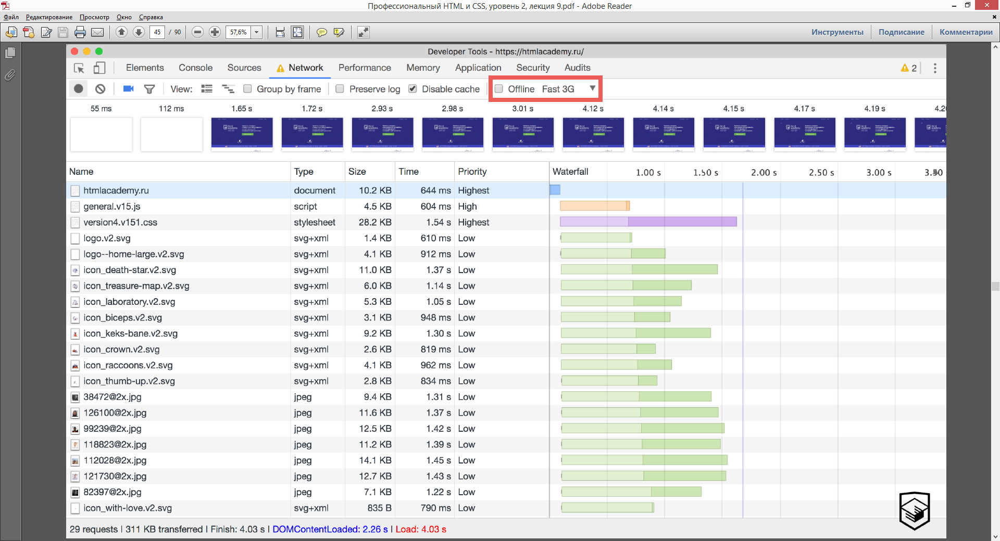 Профессиональный HTML и CSS, уровень 2, лекция 9.pdf - Adobe Reader
Файл Редактирование Просмотр Окно Справка
45 / 90 57,6% Инструменты Подписание Комментарии
Developer Tools - https://htmlacademy.ru/
Elements Console Sources Network Performance Memory Application Security Audits 2
View: Group by frame Preserve log Disable cache Offline Fast 3G
55 ms 112 ms 1.65 s 1.72 s 2.93 s 2.98 s 3.01 s 4.12 s 4.14 s 4.15 s 4.17 s 4.19 s
Name Type Size Time Priority Waterfall 1.00 s 1.50 s 2.00 s 2.50 s 3.00 s
htmlacademy.ru document 10.2 KB 644 ms Highest
general.v15.js script 4.5 KB 604 ms High
version4.v151.css stylesheet 28.2 KB 1.54 s Highest
logo.v2.svg svg+xml 1.4 KB 610 ms Low
logo--home-large.v2.svg svg+xml 4.1 KB 912 ms Low
icon_death-star.v2.svg svg+xml 11.0 KB 1.37 s Low
icon_treasure-map.v2.svg svg+xml 6.0 KB 1.14 s Low
icon_laboratory.v2.svg svg+xml 5.3 KB 1.05 s Low
icon_biceps.v2.svg svg+xml 3.1 KB 948 ms Low
icon_keks-bane.v2.svg svg+xml 9.2 KB 1.30 s Low
icon_crown.v2.svg svg+xml 2.6 KB 819 ms Low
icon_raccoons.v2.svg svg+xml 4.1 KB 962 ms Low
icon_thumb-up.v2.svg svg+xml 2.8 KB 834 ms Low
38472@2x.jpg jpeg 9.4 KB 1.31 s Low
126100@2x.jpg jpeg 11.6 KB 1.37 s Low
99239@2x.jpg jpeg 12.5 KB 1.42 s Low
118823@2x.jpg jpeg 11.2 KB 1.39 s Low
112028@2x.jpg jpeg 14.1 KB 1.45 s Low
121730@2x.jpg jpeg 12.7 KB 1.43 s Low
82397@2x.jpg jpeg 7.1 KB 1.22 s Low
icon_with-love.v2.svg svg+xml 835 B 790 ms Low
29 requests | 311 KB transferred | Finish: 4.03 s | DOMContentLoaded: 2.26 s | Load: 4.03 s